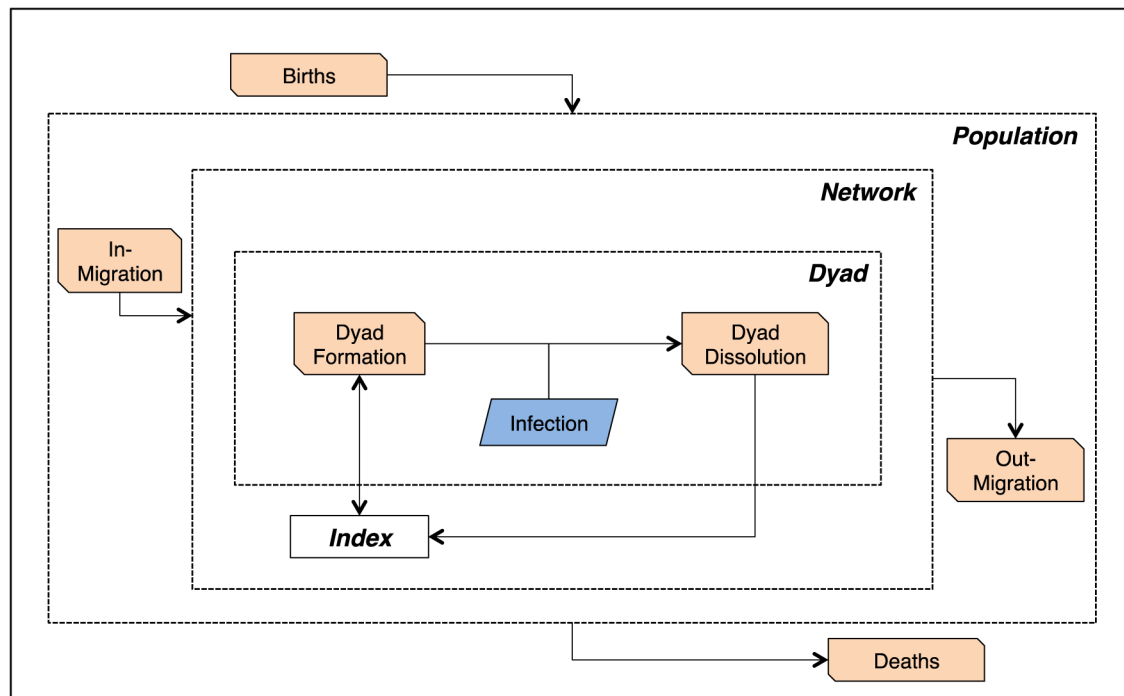 Births
Population
Network
In-
Migration
Dyad
Dyad
Formation
Dyad
Dissolution
Infection
Out-
Migration
Index
Deaths